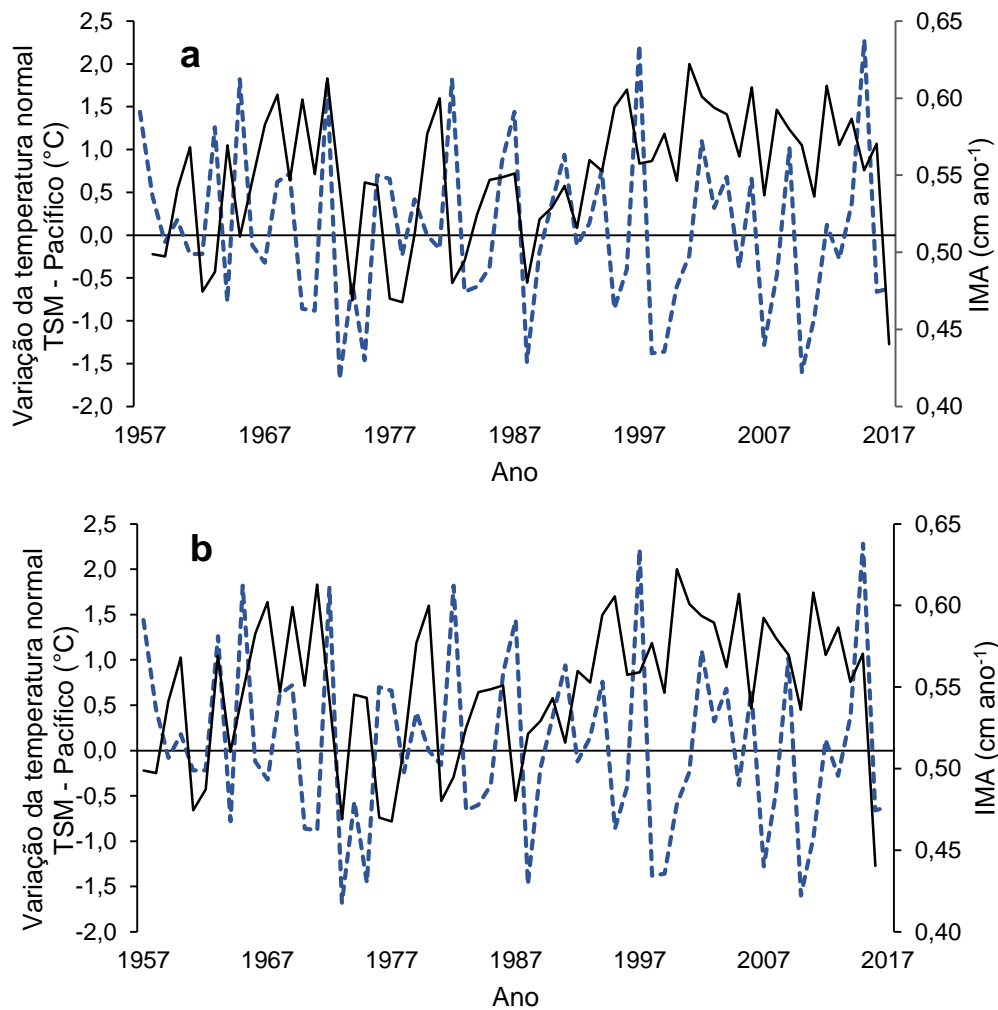 a
Variação da temperatura normal
TSM - Pacífico (°C)
2,5
2,0
1,5
1,0
0,5
0,0
-0,5
-1,0
-1,5
-2,0
0,65
0,60
0,55
0,50
0,45
0,40
IMA (cm ano-1)
1957 1967 1977 1987 1997 2007 2017
Ano
b
Variação da temperatura normal
TSM - Pacífico (°C)
2,5
2,0
1,5
1,0
0,5
0,0
-0,5
-1,0
-1,5
-2,0
0,65
0,60
0,55
0,50
0,45
0,40
IMA (cm ano-1)
1957 1967 1977 1987 1997 2007 2017
Ano